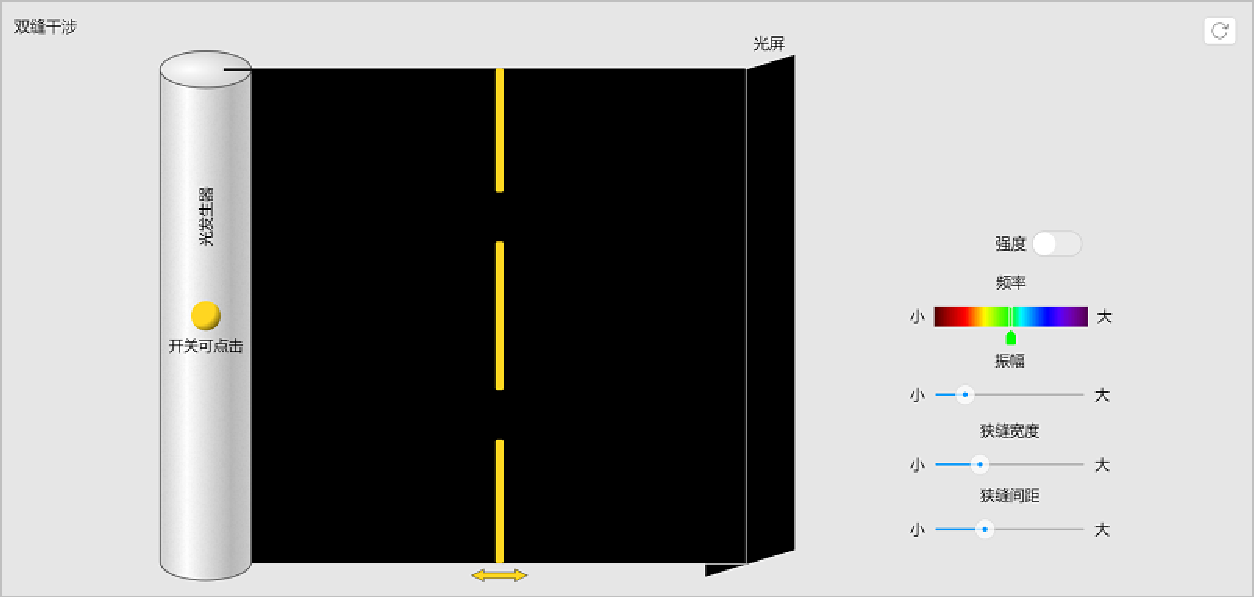 双缝干涉
光屏
光发生器
开关可点击
强度
频率
小 大
振幅
小 大
狭缝宽度
小 大
狭缝间距
小 大